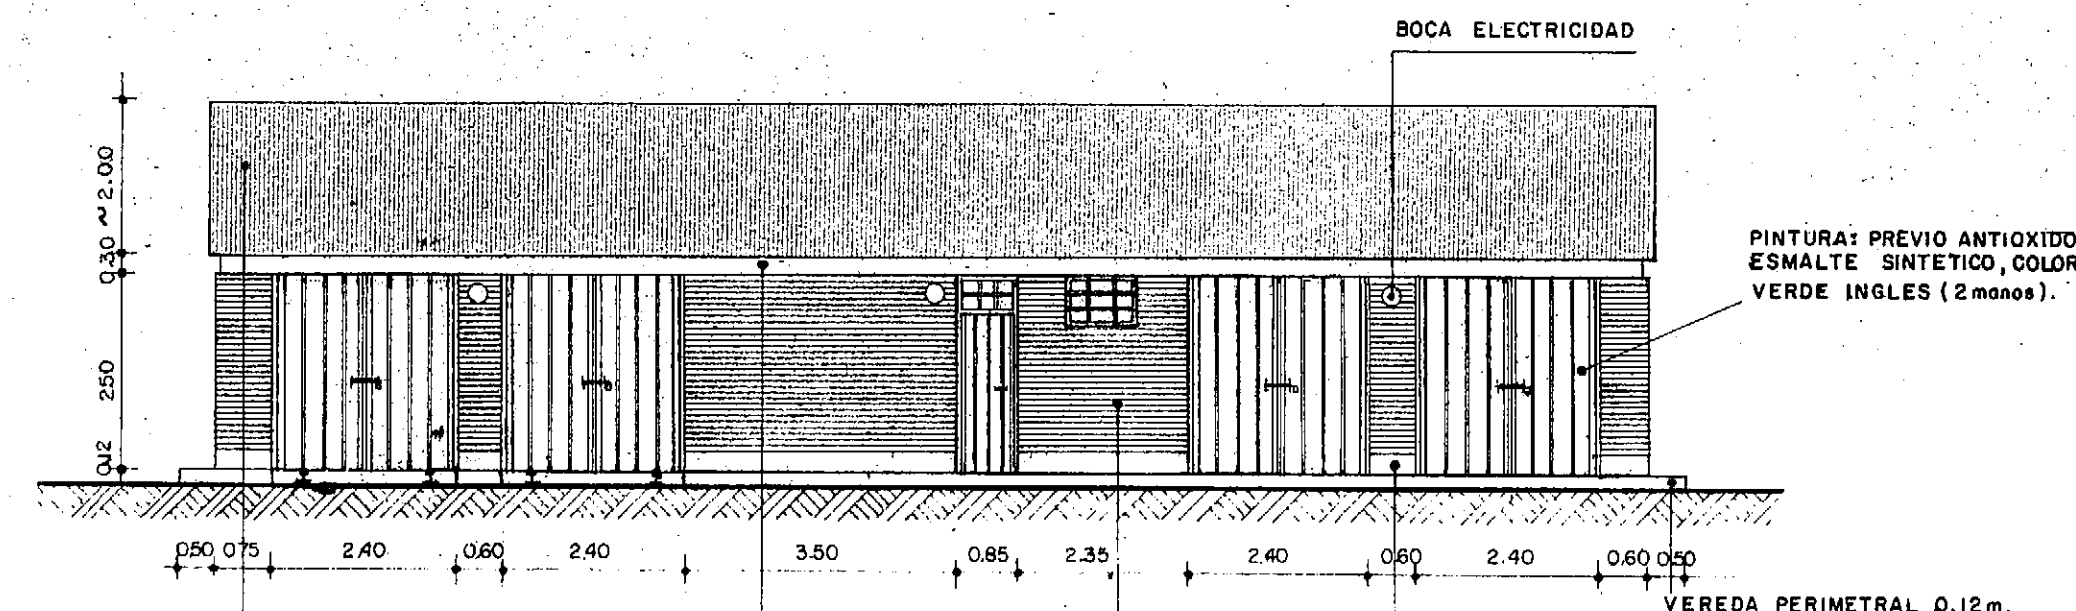 BOCA ELECTRICIDAD
~ 2.00
0.30
2.50
0.12
PINTURA: PREVIO ANTIOXIDO
ESMALTE SINTETICO, COLOR
VERDE INGLES (2 manos).
0.50 0.75 2.40 0.60 2.40 3.50 0.85 2.35 2.40 0.60 2.40 0.60 0.50
VEREDA PERIMETRAL 0.12m.